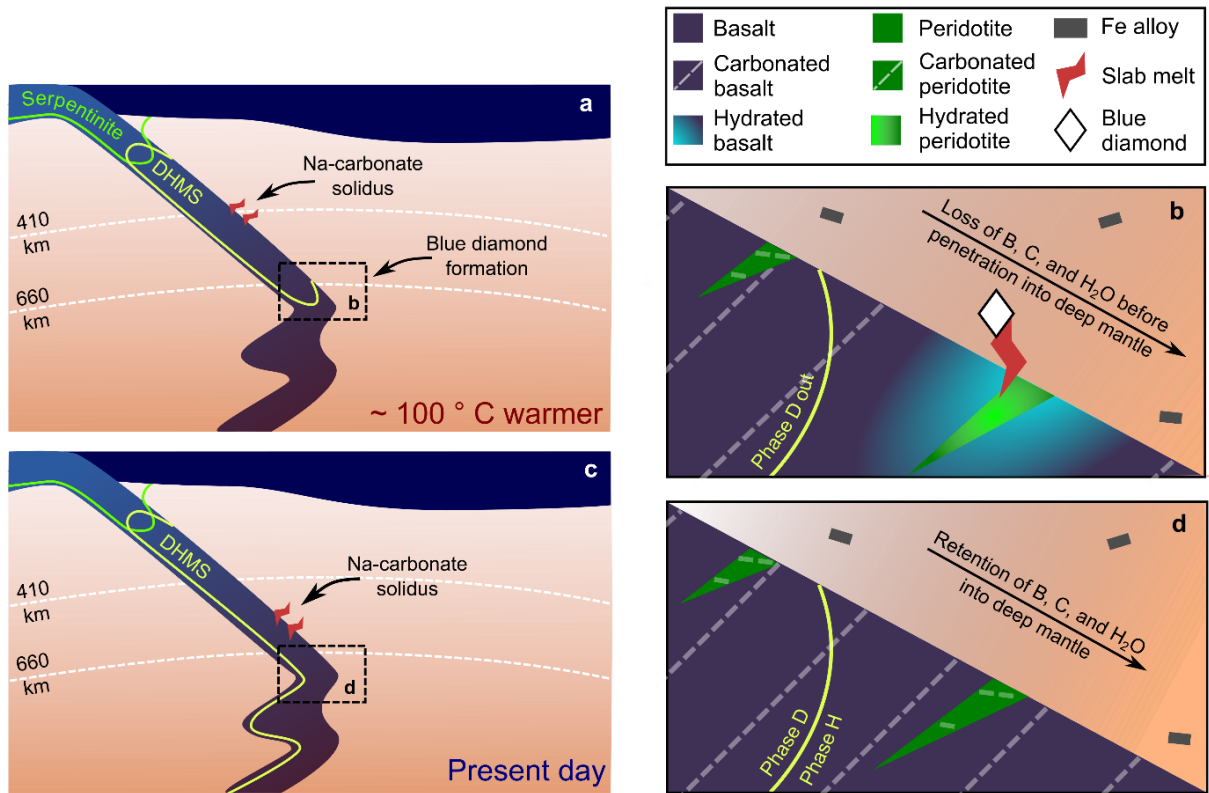 a
Serpentinite
DHMS
Na-carbonate
solidus
410
km
Blue diamond
formation
660
km
b
~ 100 ° C warmer
c
DHMS
Na-carbonate
solidus
410
km
660
km
d
Present day
Basalt
Peridotite
Fe alloy
Carbonated
basalt
Carbonated
peridotite
Slab melt
Hydrated
basalt
Hydrated
peridotite
Blue
diamond
b
Loss of B, C, and H₂O before
penetration into deep mantle
Phase D out
d
Retention of B, C, and H₂O
into deep mantle
Phase D
Phase H